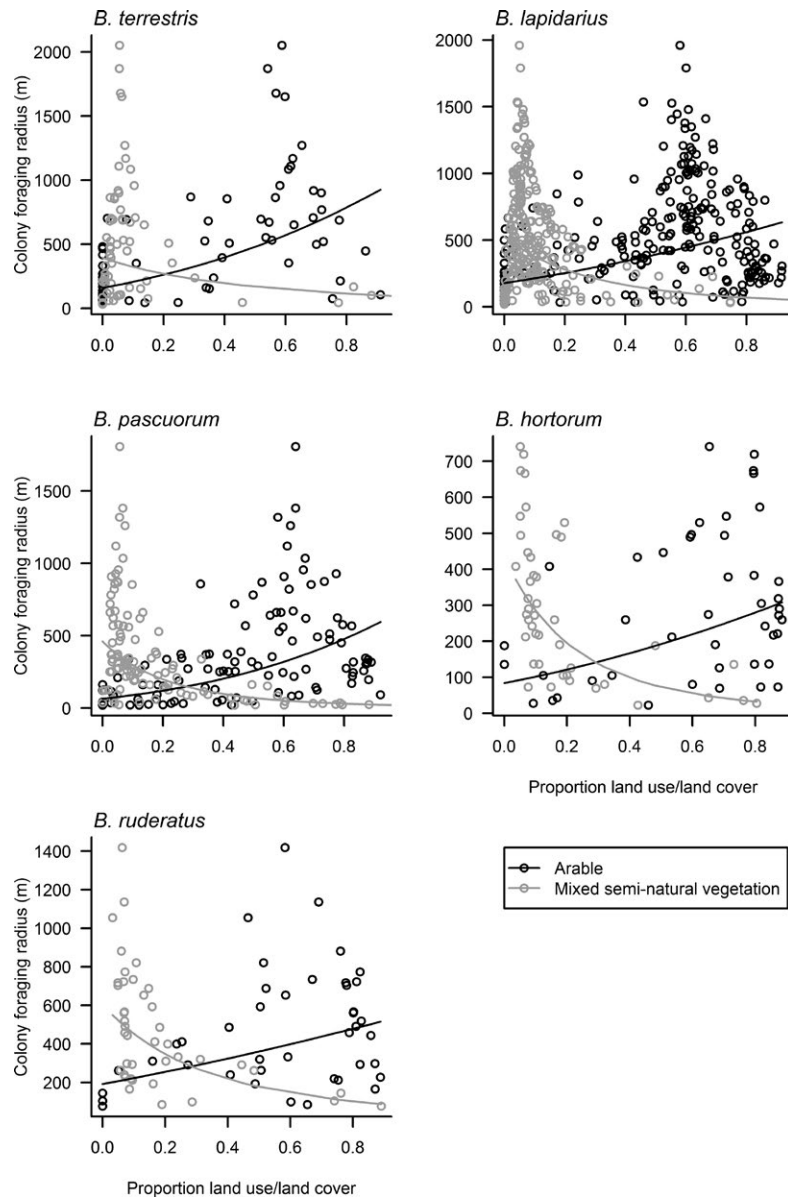 B. terrestris
Colony foraging radius (m)
2000
1500
1000
500
0
0.0 0.2 0.4 0.6 0.8
B. lapidarius
2000
1500
1000
500
0
0.0 0.2 0.4 0.6 0.8
B. pascuorum
Colony foraging radius (m)
1500
1000
500
0
0.0 0.2 0.4 0.6 0.8
B. hortorum
700
600
500
400
300
200
100
0
0.0 0.2 0.4 0.6 0.8
Proportion land use/land cover
B. ruderatus
Colony foraging radius (m)
1400
1200
1000
800
600
400
200
0.0 0.2 0.4 0.6 0.8
Proportion land use/land cover
Arable
Mixed semi-natural vegetation